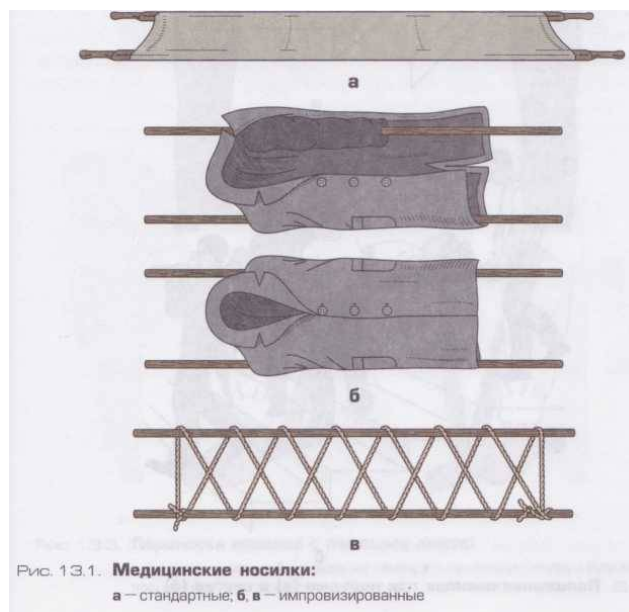 а
б
в
Рис. 13.1. Медицинские носилки:
а – стандартные; б, в – импровизированные